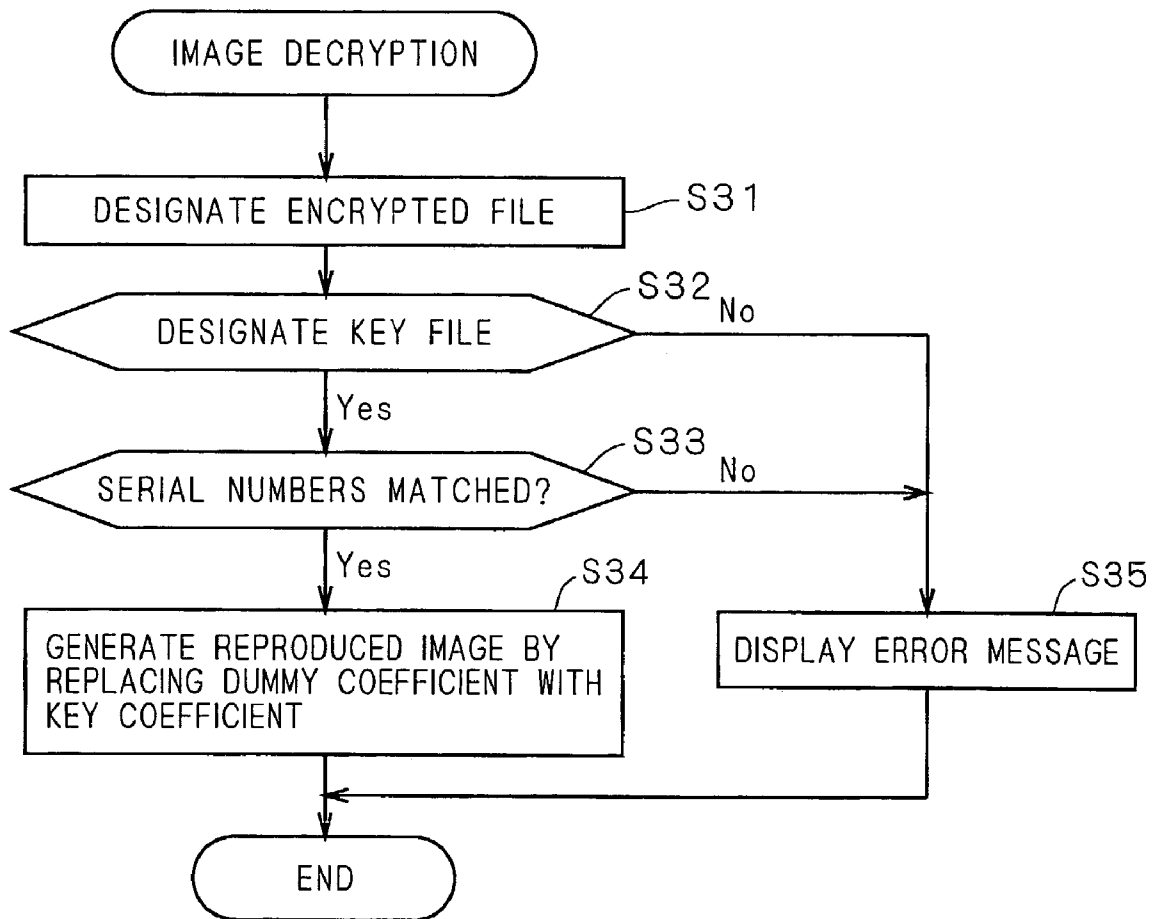 IMAGE DECRYPTION
DESIGNATE ENCRYPTED FILE
S31
DESIGNATE KEY FILE
S32
No
Yes
SERIAL NUMBERS MATCHED?
S33
No
Yes
S34
GENERATE REPRODUCED IMAGE BY
REPLACING DUMMY COEFFICIENT WITH
KEY COEFFICIENT
S35
DISPLAY ERROR MESSAGE
END